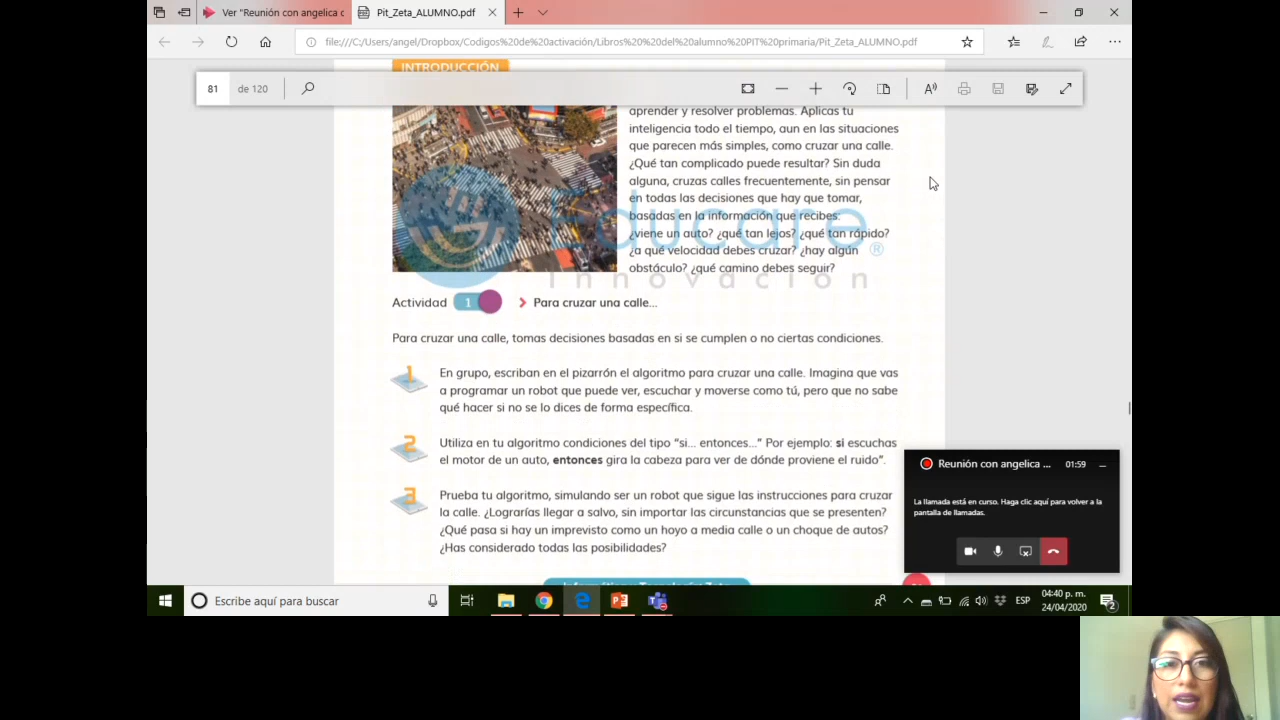 Ver "Reunión con angelica c
Pit_Zeta_ALUMNO.pdf
file:///C:/Users/angel/Dropbox/Codigos%20de%20activación/Libros%20%20del%20alumno%20PIT%20primaria/Pit_Zeta_ALUMNO.pdf
INTRODUCCIÓN
81 de 120
aprender y resolver problemas. Aplicas tu
inteligencia todo el tiempo, aun en las situaciones
que parecen más simples, como cruzar una calle.
¿Qué tan complicado puede resultar? Sin duda
alguna, cruzas calles frecuentemente, sin pensar
en todas las decisiones que hay que tomar,
basadas en la información que recibes:
¿viene un auto? ¿qué tan lejos? ¿qué tan rápido?
¿a qué velocidad debes cruzar? ¿hay algún
obstáculo? ¿qué camino debes seguir?
Educare
Innovación
Actividad 1 Para cruzar una calle...
Para cruzar una calle, tomas decisiones basadas en si se cumplen o no ciertas condiciones.
1 En grupo, escriban en el pizarrón el algoritmo para cruzar una calle. Imagina que vas
a programar un robot que puede ver, escuchar y moverse como tú, pero que no sabe
qué hacer si no se lo dices de forma específica.
2 Utiliza en tu algoritmo condiciones del tipo "si... entonces..." Por ejemplo: si escuchas
el motor de un auto, entonces gira la cabeza para ver de dónde proviene el ruido".
3 Prueba tu algoritmo, simulando ser un robot que sigue las instrucciones para cruzar
la calle. ¿Lograrías llegar a salvo, sin importar las circunstancias que se presenten?
¿Qué pasa si hay un imprevisto como un hoyo a media calle o un choque de autos?
¿Has considerado todas las posibilidades?
Reunión con angelica ... 01:59
La llamada está en curso. Haga clic aquí para volver a la
pantalla de llamadas.
Escribe aquí para buscar
ESP
04:40 p. m.
24/04/2020
2